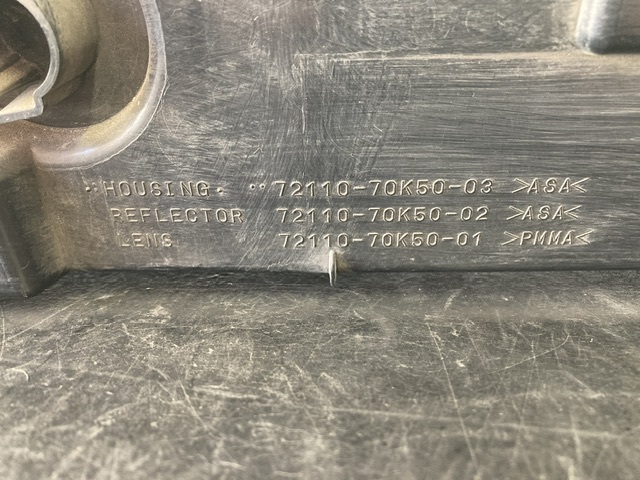 HOUSING. 72110-70K50-03 >ASA<
REFLECTOR 72110-70K50-02 >ASA<
LENS 72110-70K50-01 >PMMA<